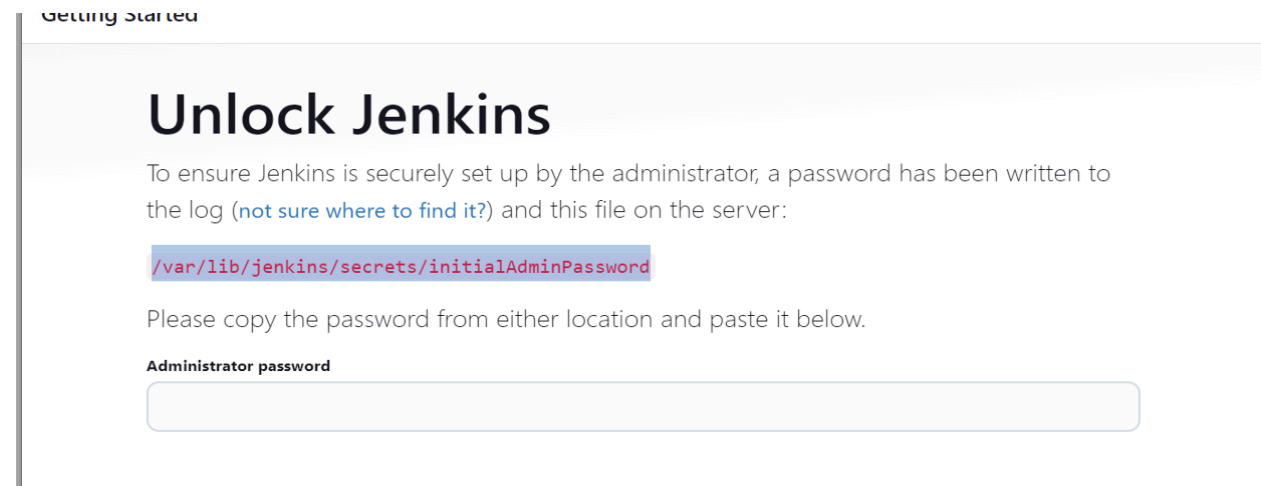 Getting Started
Unlock Jenkins
To ensure Jenkins is securely set up by the administrator, a password has been written to
the log (not sure where to find it?) and this file on the server:
/var/lib/jenkins/secrets/initialAdminPassword
Please copy the password from either location and paste it below.
Administrator password